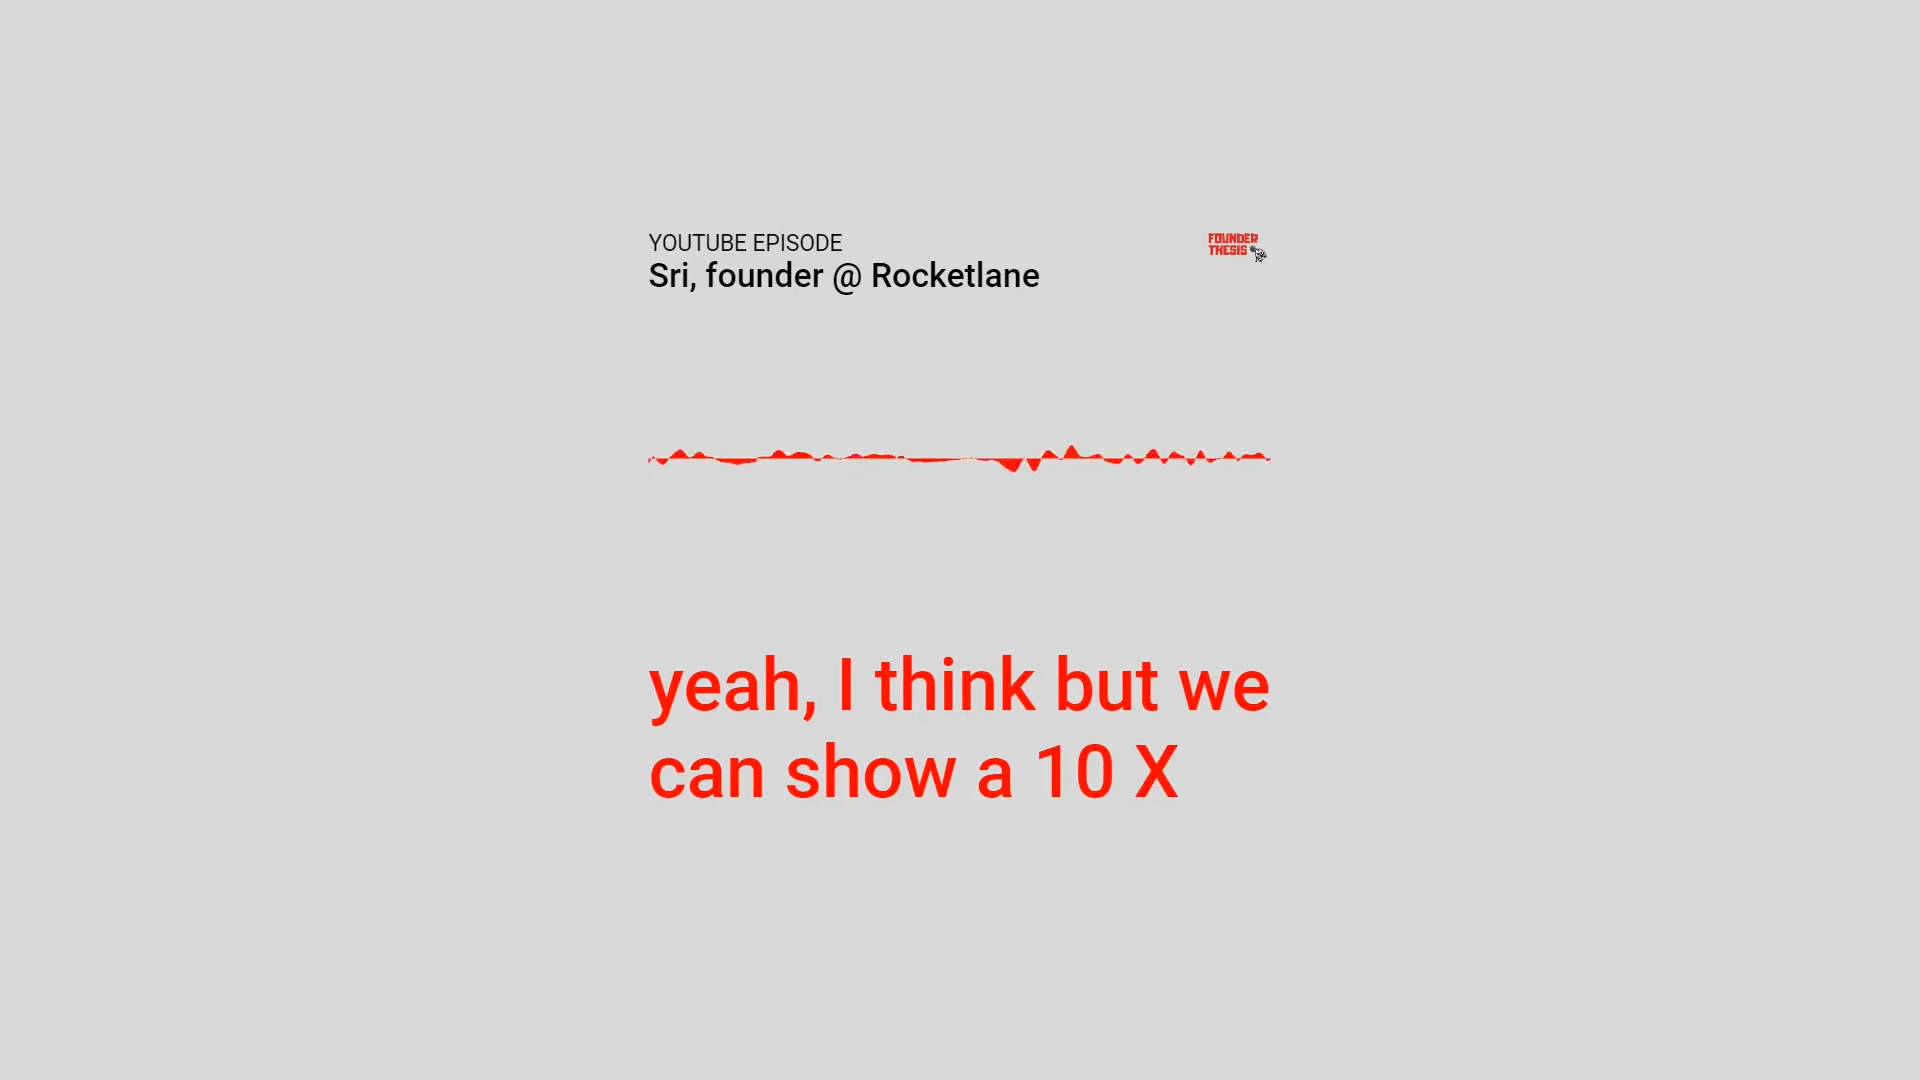 YOUTUBE EPISODE
Sri, founder @ Rocketlane
FOUNDER
THESIS
yeah, I think but we
can show a 10 X